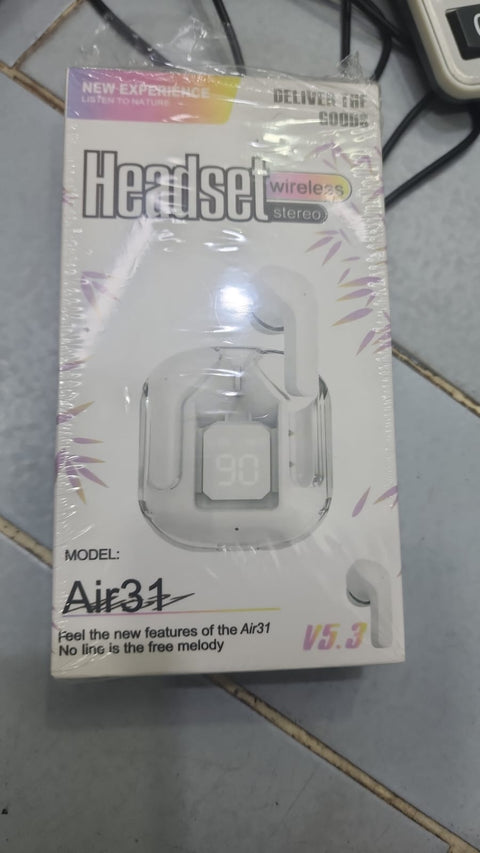 NEW EXPERIENCE
LISTEN TO NATURE
DELIVER THE
GOODS
Headset
wireless
stereo
90
MODEL:
Air31
Feel the new features of the Air31
No line is the free melody
V5.3